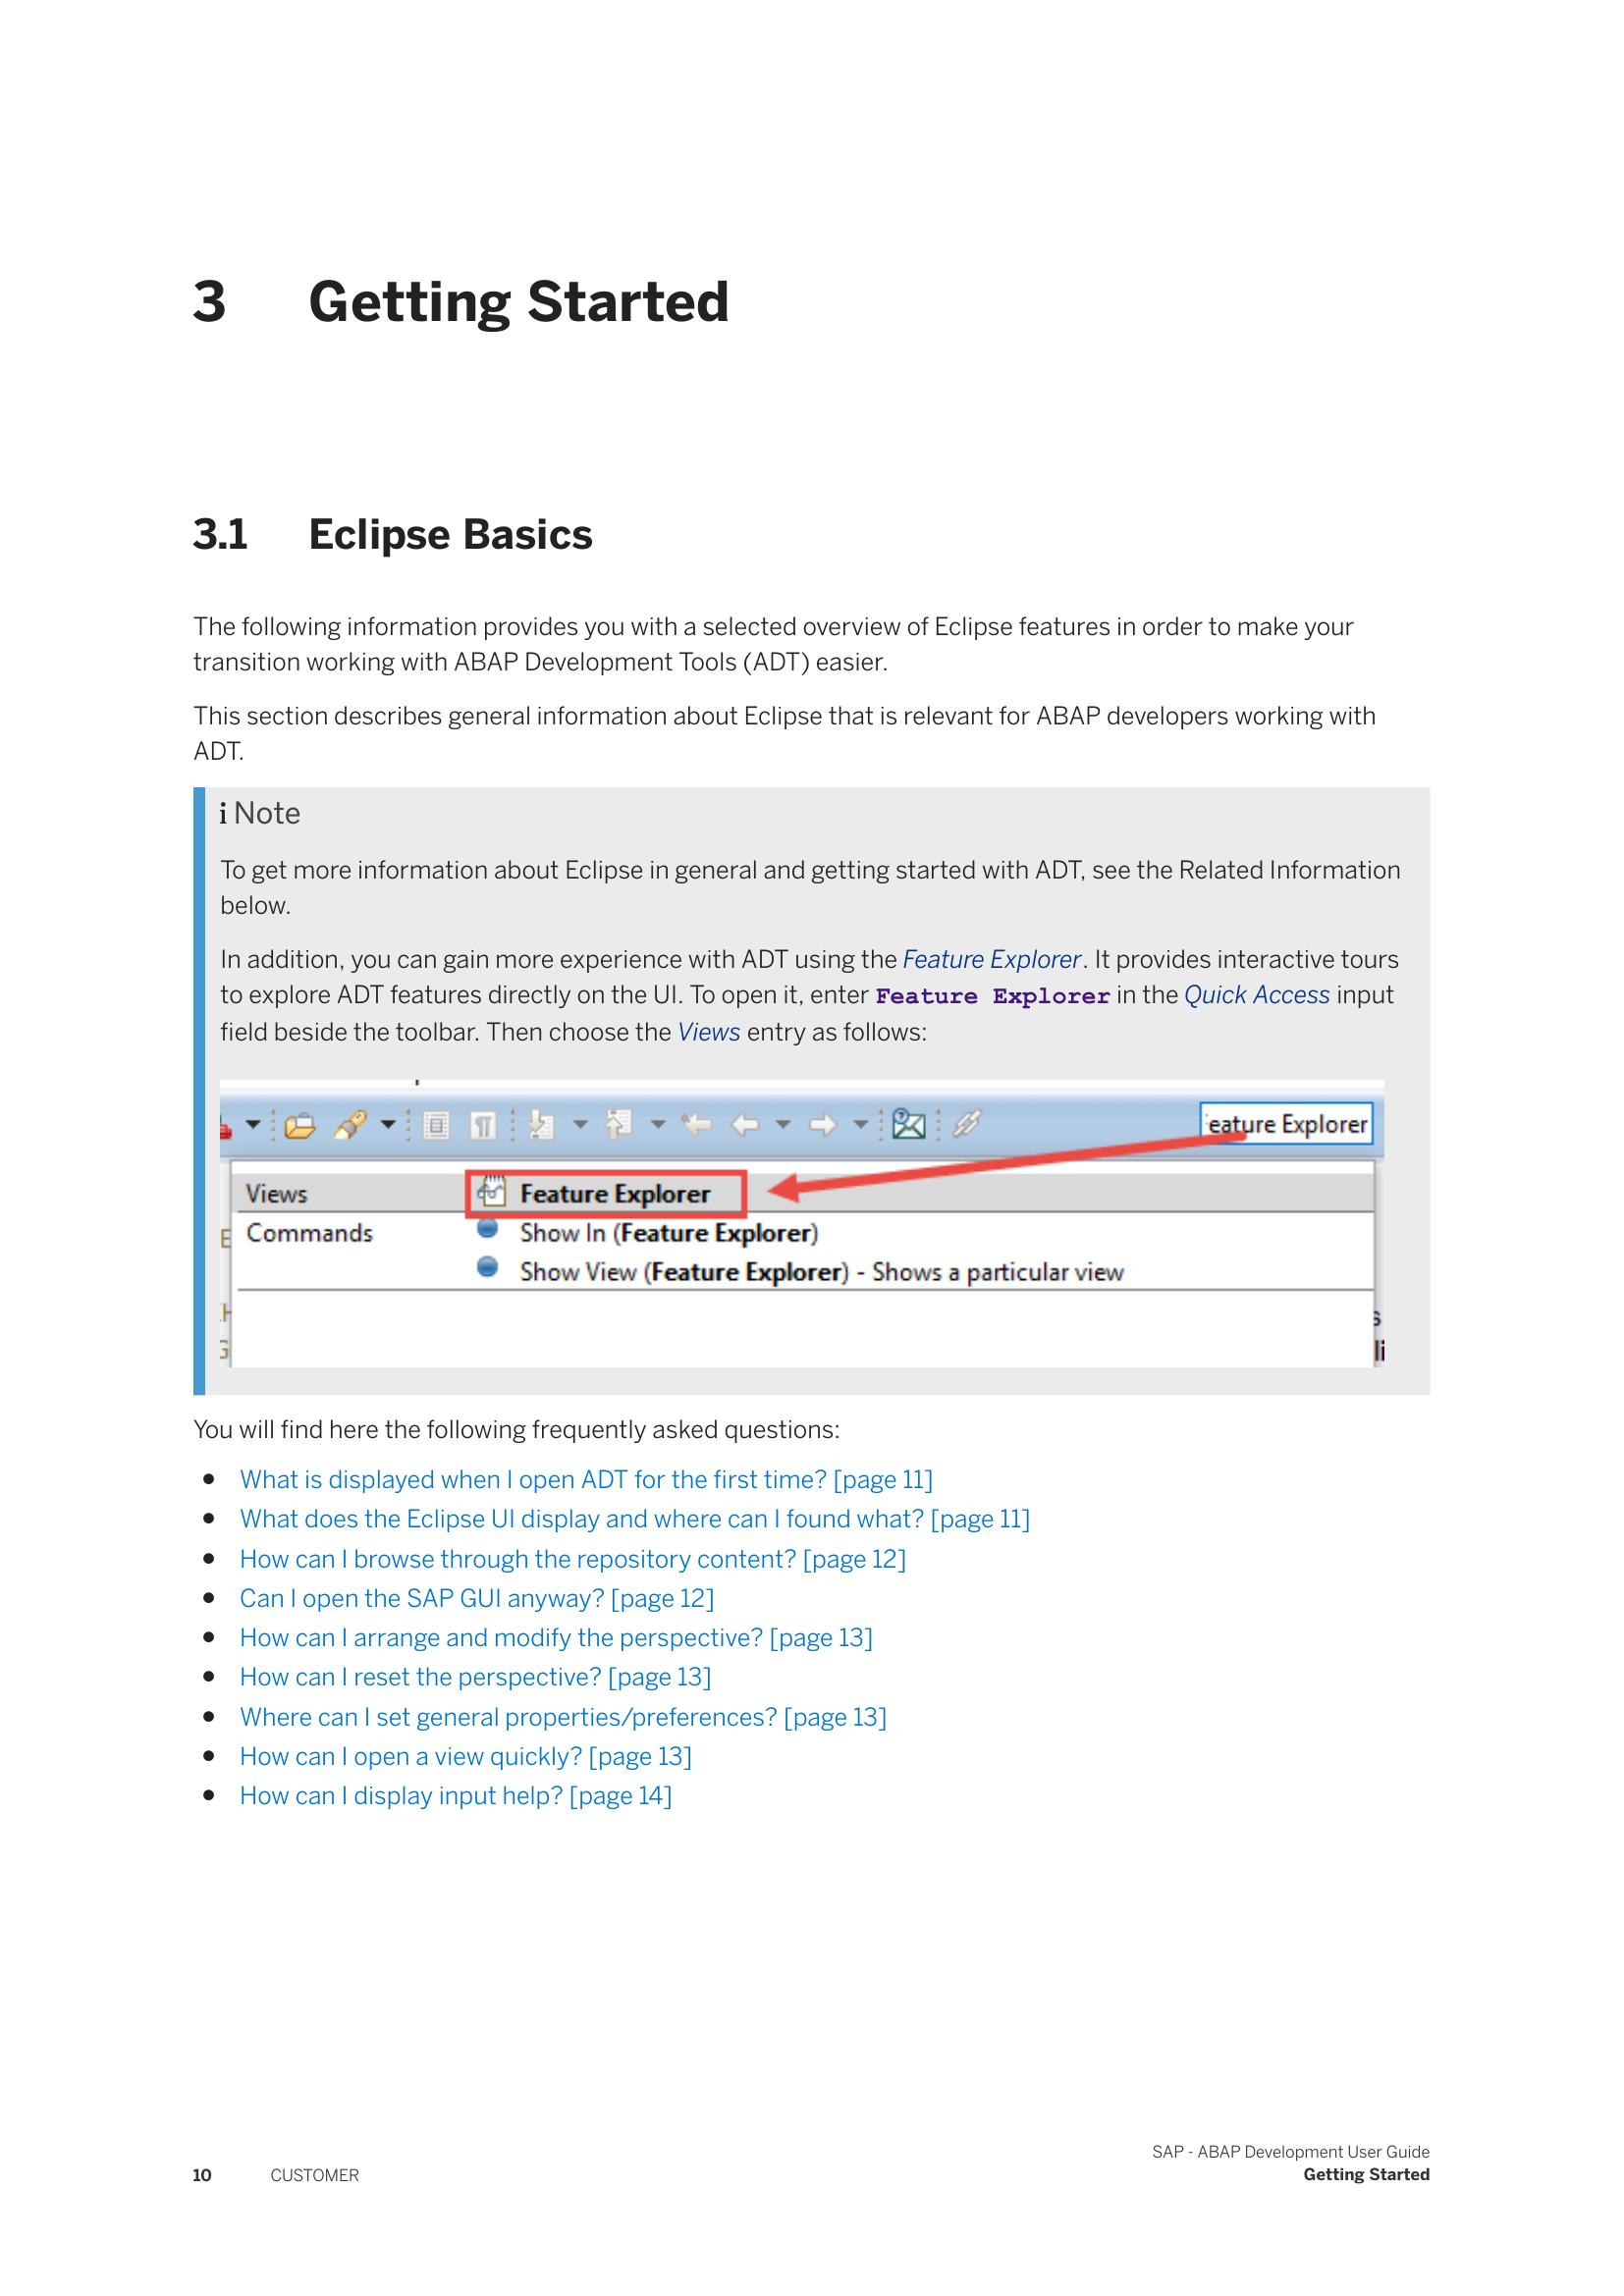 3 Getting Started
3.1 Eclipse Basics
The following information provides you with a selected overview of Eclipse features in order to make your
transition working with ABAP Development Tools (ADT) easier.
This section describes general information about Eclipse that is relevant for ABAP developers working with
ADT.
i Note
To get more information about Eclipse in general and getting started with ADT, see the Related Information
below.
In addition, you can gain more experience with ADT using the Feature Explorer. It provides interactive tours
to explore ADT features directly on the UI. To open it, enter Feature Explorer in the Quick Access input
field beside the toolbar. Then choose the Views entry as follows:
eature Explorer
Views Feature Explorer
Commands Show In (Feature Explorer)
Show View (Feature Explorer) - Shows a particular view
You will find here the following frequently asked questions:
• What is displayed when I open ADT for the first time? [page 11]
• What does the Eclipse UI display and where can I found what? [page 11]
• How can I browse through the repository content? [page 12]
• Can I open the SAP GUI anyway? [page 12]
• How can I arrange and modify the perspective? [page 13]
• How can I reset the perspective? [page 13]
• Where can I set general properties/preferences? [page 13]
• How can I open a view quickly? [page 13]
• How can I display input help? [page 14]
SAP - ABAP Development User Guide
10 CUSTOMER Getting Started